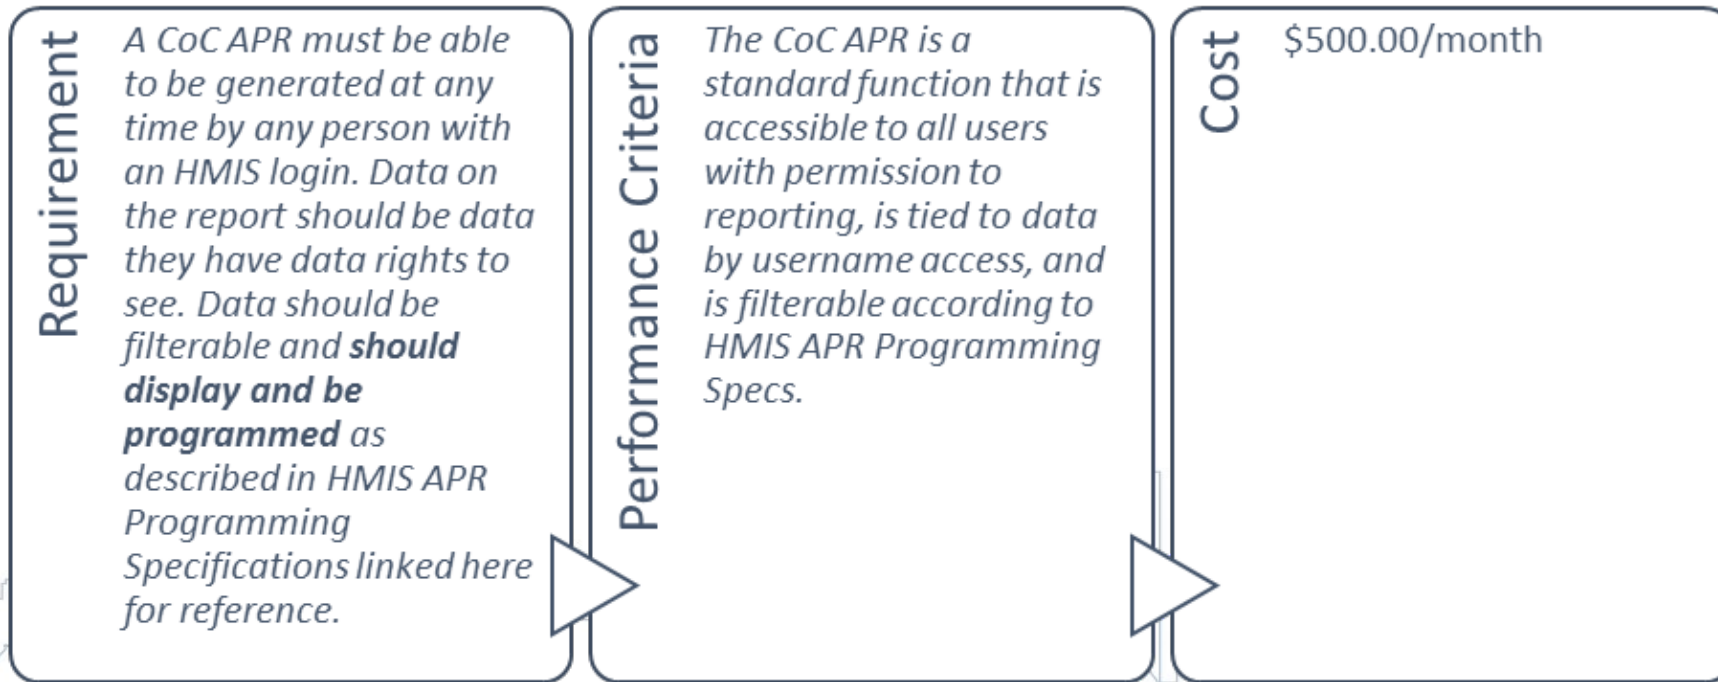 Requirement
A CoC APR must be able
to be generated at any
time by any person with
an HMIS login. Data on
the report should be data
they have data rights to
see. Data should be
filterable and should
display and be
programmed as
described in HMIS APR
Programming
Specifications linked here
for reference.
Performance Criteria
The CoC APR is a
standard function that is
accessible to all users
with permission to
reporting, is tied to data
by username access, and
is filterable according to
HMIS APR Programming
Specs.
Cost
$500.00/month